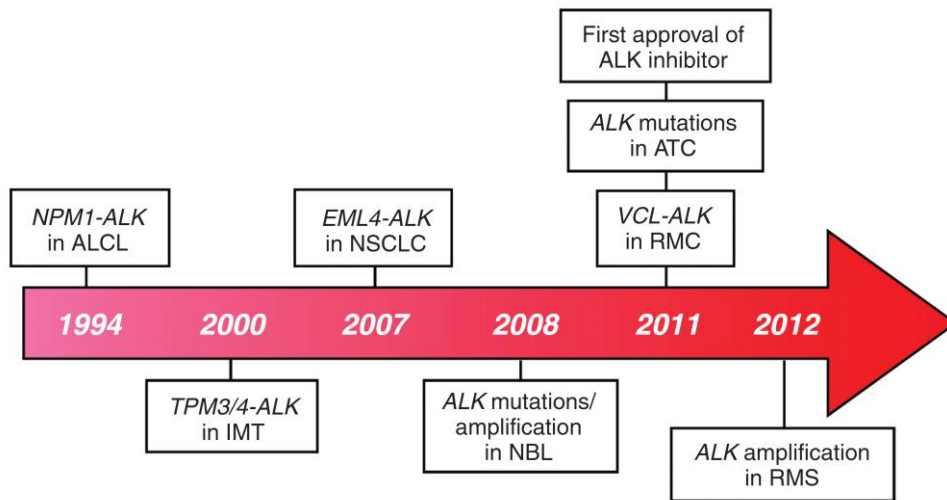 First approval of
ALK inhibitor
ALK mutations
in ATC
NPM1-ALK
in ALCL
EML4-ALK
in NSCLC
VCL-ALK
in RMC
1994 2000 2007 2008 2011 2012
TPM3/4-ALK
in IMT
ALK mutations/
amplification
in NBL
ALK amplification
in RMS